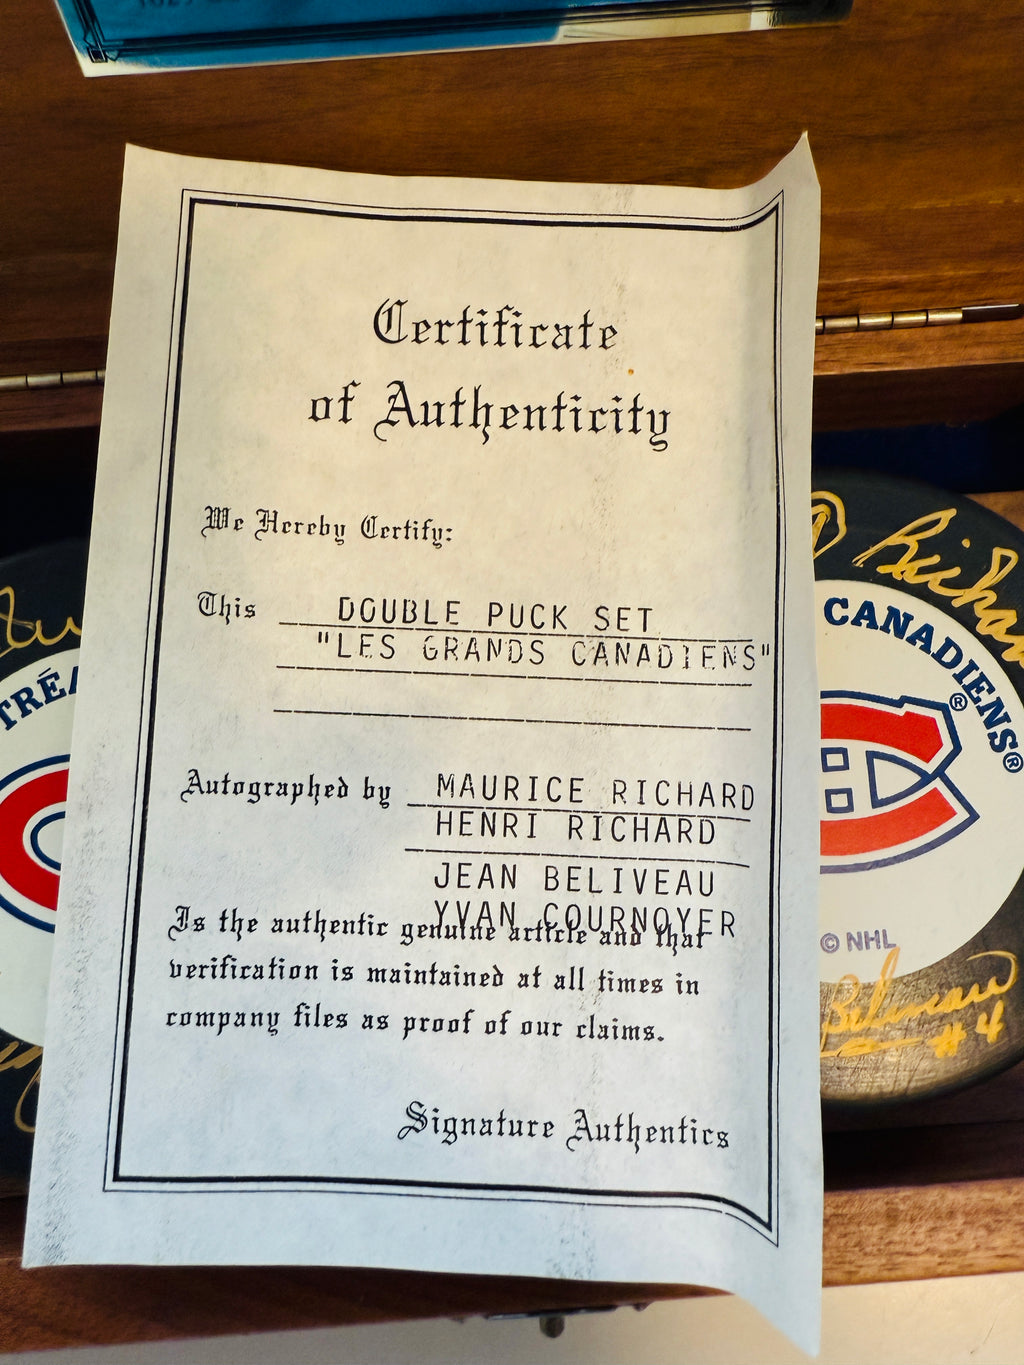 Certificate
of Authenticity
We Hereby Certify:
This DOUBLE PUCK SET
"LES GRANDS CANADIENS"
Autographed by MAURICE RICHARD
HENRI RICHARD
JEAN BELIVEAU
YVAN COURNOYER
Is the authentic genuine article and that
verification is maintained at all times in
company files as proof of our claims.
Signature Authentics
Richard
CANADIENS®
®
© NHL
Beliveau
#4